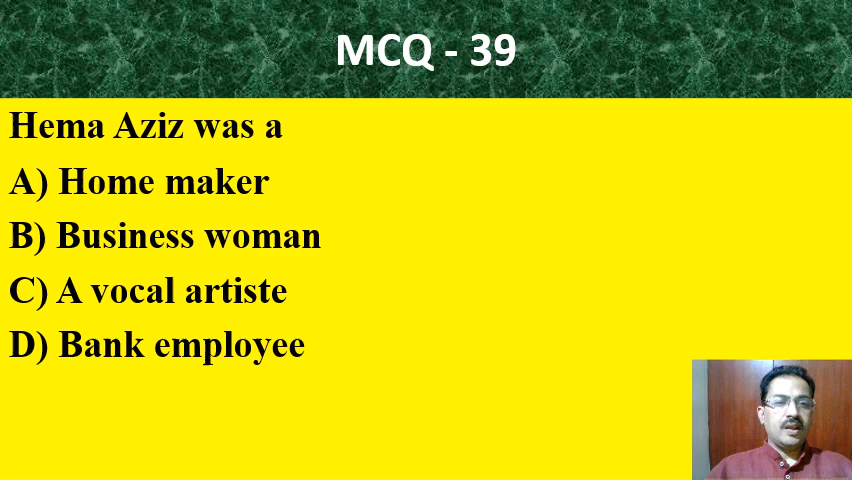 MCQ - 39
Hema Aziz was a
A) Home maker
B) Business woman
C) A vocal artiste
D) Bank employee